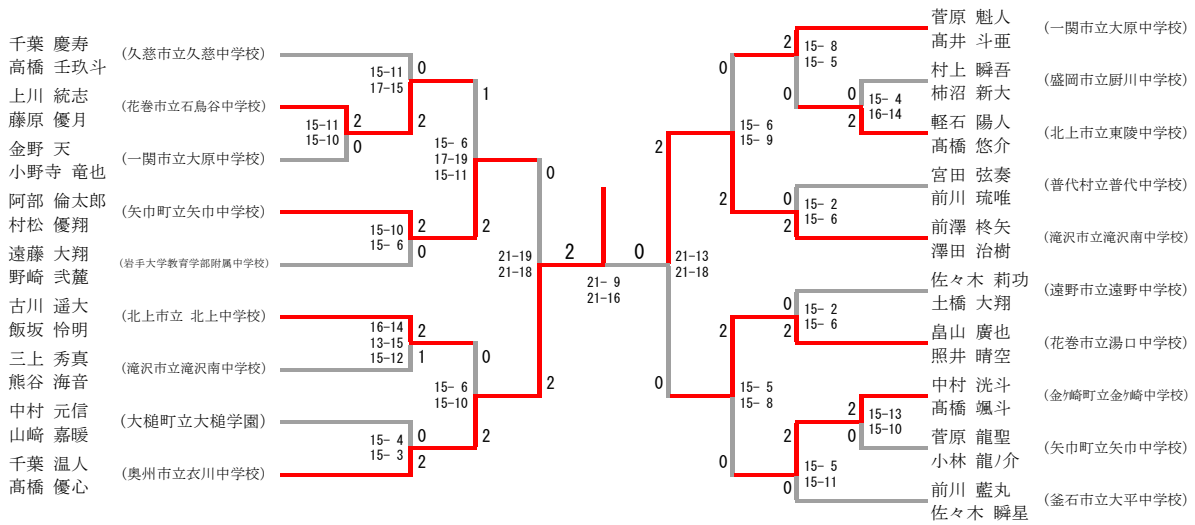 千葉 慶寿
高橋 壬玖斗
(久慈市立久慈中学校)
上川 統志
藤原 優月
(花巻市立石鳥谷中学校)
金野 天
小野寺 竜也
(一関市立大原中学校)
阿部 倫太郎
村松 優翔
(矢巾町立矢巾中学校)
遠藤 大翔
野崎 弐麓
(岩手大学教育学部附属中学校)
古川 遥大
飯坂 怜明
(北上市立 北上中学校)
三上 秀真
熊谷 海音
(滝沢市立滝沢南中学校)
中村 元信
山﨑 嘉暖
(大槌町立大槌学園)
千葉 温人
髙橋 優心
(奥州市立衣川中学校)
15-11
15-10
2
0
15-11
17-15
0
2
15-10
15- 6
2
0
16-14
13-15
15-12
2
1
15- 4
15- 3
0
2
15- 6
17-19
15-11
1
2
15- 6
15-10
0
2
21-19
21-18
0
2
2
0
21- 9
21-16
21-13
21-18
2
0
15- 6
15- 9
0
2
15- 5
15- 8
2
0
15- 8
15- 5
2
0
15- 4
16-14
0
2
15- 2
15- 6
0
2
15- 2
15- 6
0
2
15-13
15-10
2
0
15- 5
15-11
2
0
菅原 魁人
髙井 斗亜
(一関市立大原中学校)
村上 瞬吾
柿沼 新大
(盛岡市立厨川中学校)
軽石 陽人
髙橋 悠介
(北上市立東陵中学校)
宮田 弦奏
前川 琉唯
(普代村立普代中学校)
前澤 柊矢
澤田 治樹
(滝沢市立滝沢南中学校)
佐々木 莉功
土橋 大翔
(遠野市立遠野中学校)
畠山 廣也
照井 晴空
(花巻市立湯口中学校)
中村 洸斗
髙橋 颯斗
(金ケ崎町立金ケ崎中学校)
菅原 龍聖
小林 龍ﾉ介
(矢巾町立矢巾中学校)
前川 藍丸
佐々木 瞬星
(釜石市立大平中学校)